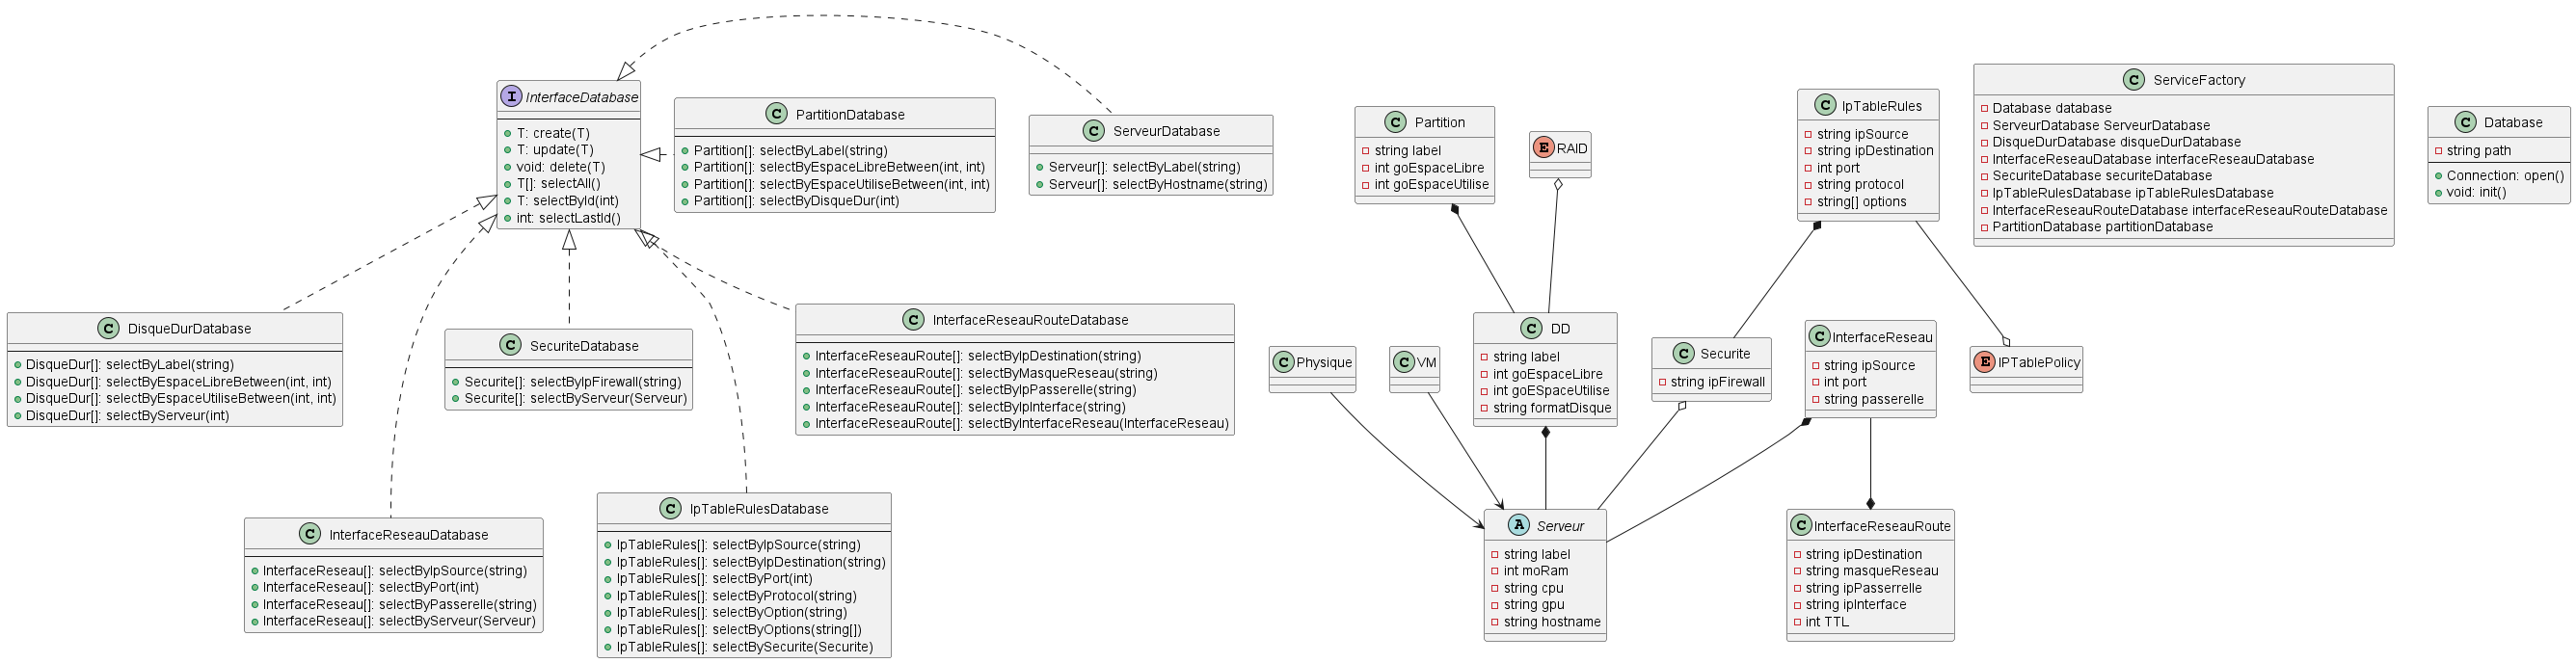 I InterfaceDatabase
T: create(T)
T: update(T)
void: delete(T)
T[]: selectAll()
T: selectById(int)
int: selectLastId()
C PartitionDatabase
Partition[]: selectByLabel(string)
Partition[]: selectByEspaceLibreBetween(int, int)
Partition[]: selectByEspaceUtiliseBetween(int, int)
Partition[]: selectByDisqueDur(int)
C ServeurDatabase
Serveur[]: selectByLabel(string)
Serveur[]: selectByHostname(string)
C Partition
string label
int goEspaceLibre
int goEspaceUtilise
E RAID
C IpTableRules
string ipSource
string ipDestination
int port
string protocol
string[] options
C ServiceFactory
Database database
ServeurDatabase ServeurDatabase
DisqueDurDatabase disqueDurDatabase
InterfaceReseauDatabase interfaceReseauDatabase
SecuriteDatabase securiteDatabase
IpTableRulesDatabase ipTableRulesDatabase
InterfaceReseauRouteDatabase interfaceReseauRouteDatabase
PartitionDatabase partitionDatabase
C Database
string path
Connection: open()
void: init()
C DisqueDurDatabase
DisqueDur[]: selectByLabel(string)
DisqueDur[]: selectByEspaceLibreBetween(int, int)
DisqueDur[]: selectByEspaceUtiliseBetween(int, int)
DisqueDur[]: selectByServeur(int)
C SecuriteDatabase
Securite[]: selectByIpFirewall(string)
Securite[]: selectByServeur(Serveur)
C InterfaceReseauRouteDatabase
InterfaceReseauRoute[]: selectByIpDestination(string)
InterfaceReseauRoute[]: selectByMasqueReseau(string)
InterfaceReseauRoute[]: selectByIpPasserelle(string)
InterfaceReseauRoute[]: selectByIpInterface(string)
InterfaceReseauRoute[]: selectByInterfaceReseau(InterfaceReseau)
C Physique
C VM
C DD
string label
int goEspaceLibre
int goESpaceUtilise
string formatDisque
C Securite
string ipFirewall
C InterfaceReseau
string ipSource
int port
string passerelle
E IPTablePolicy
C InterfaceReseauDatabase
InterfaceReseau[]: selectByIpSource(string)
InterfaceReseau[]: selectByPort(int)
InterfaceReseau[]: selectByPasserelle(string)
InterfaceReseau[]: selectByServeur(Serveur)
C IpTableRulesDatabase
IpTableRules[]: selectByIpSource(string)
IpTableRules[]: selectByIpDestination(string)
IpTableRules[]: selectByPort(int)
IpTableRules[]: selectByProtocol(string)
IpTableRules[]: selectByOption(string)
IpTableRules[]: selectByOptions(string[])
IpTableRules[]: selectBySecurite(Securite)
A Serveur
string label
int moRam
string cpu
string gpu
string hostname
C InterfaceReseauRoute
string ipDestination
string masqueReseau
string ipPasserrelle
string ipInterface
int TTL